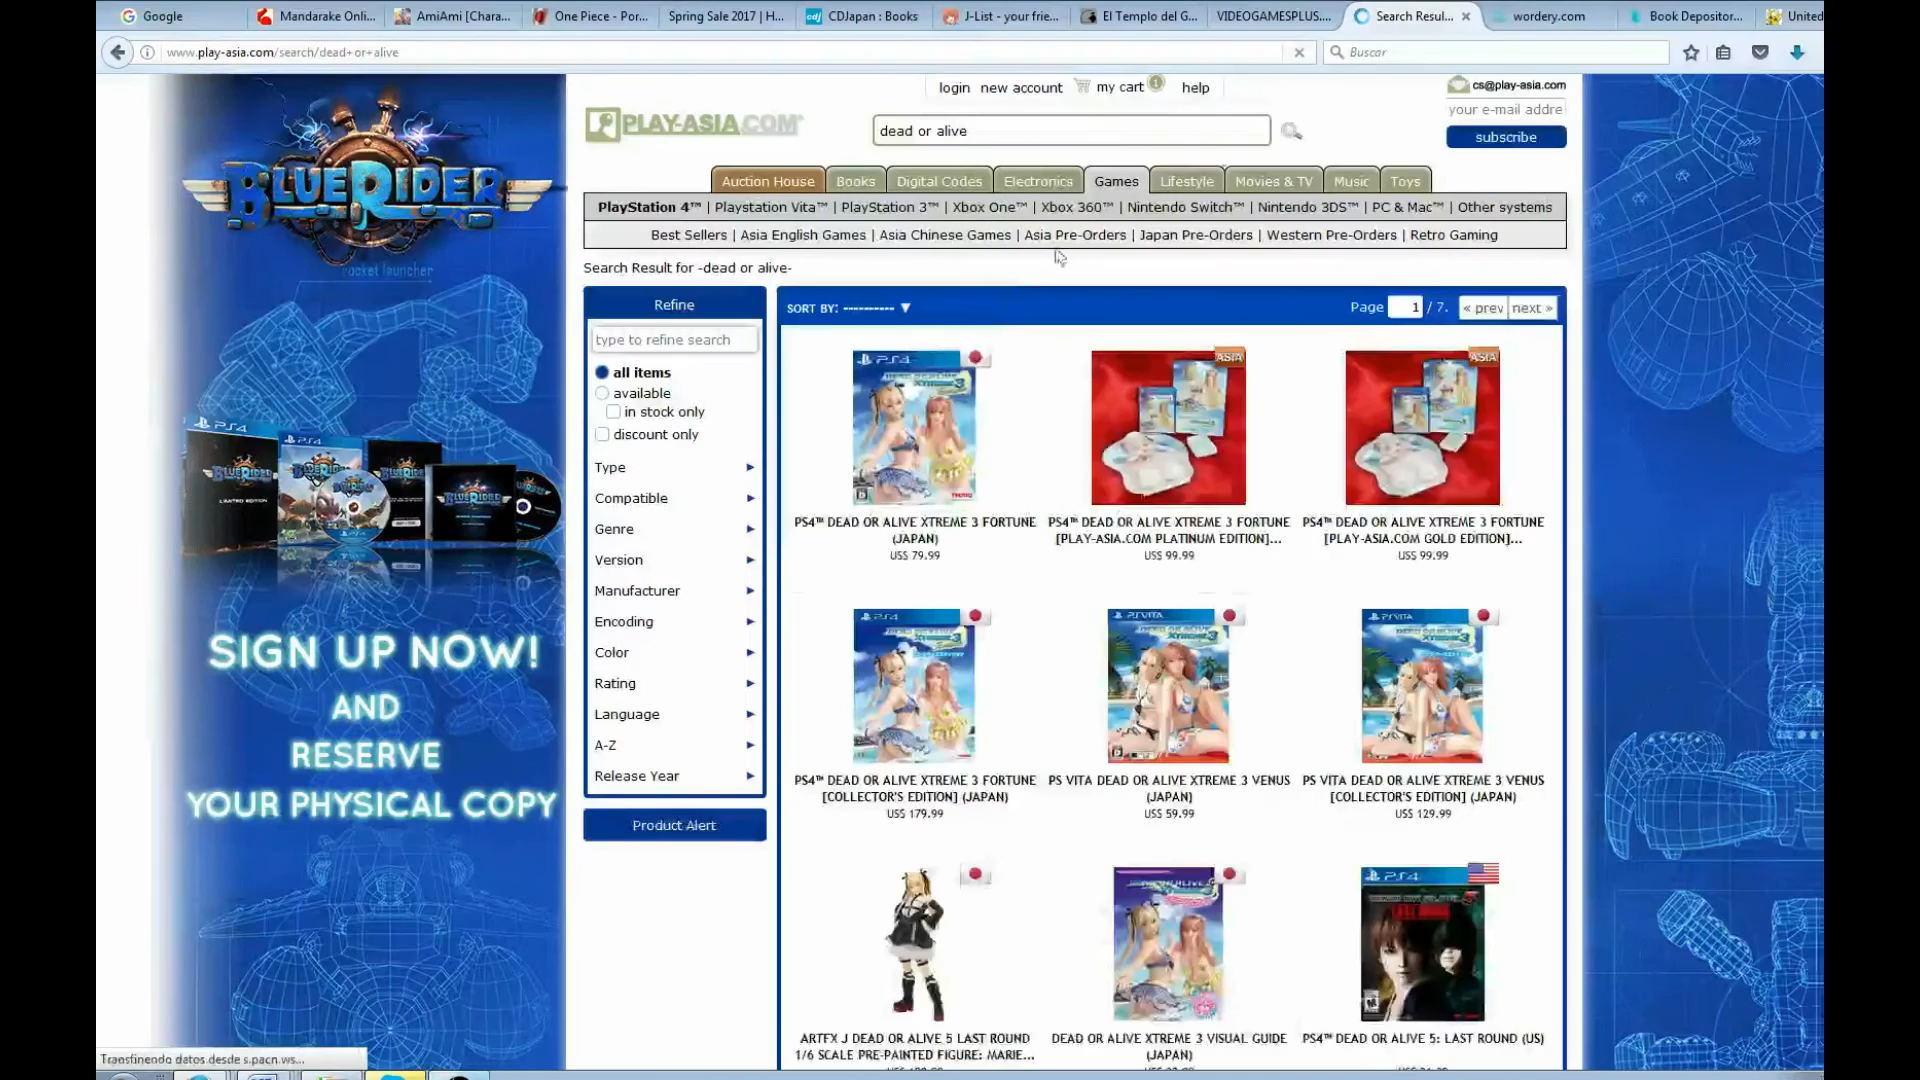 Google
Mandarake Onli...
AmiAmi [Chara...
One Piece - Por...
Spring Sale 2017 | H...
CDJapan : Books
J-List - your frie...
El Templo del G...
VIDEOGAMESPLUS....
Search Resul...
wordery.com
Book Depositor...
United
www.play-asia.com/search/dead+or+alive
Buscar
login
new account
my cart
1
help
cs@play-asia.com
your e-mail addre
subscribe
PLAY-ASIA.COM
dead or alive
Auction House
Books
Digital Codes
Electronics
Games
Lifestyle
Movies & TV
Music
Toys
PlayStation 4™ | Playstation Vita™ | PlayStation 3™ | Xbox One™ | Xbox 360™ | Nintendo Switch™ | Nintendo 3DS™ | PC & Mac™ | Other systems
Best Sellers | Asia English Games | Asia Chinese Games | Asia Pre-Orders | Japan Pre-Orders | Western Pre-Orders | Retro Gaming
Search Result for -dead or alive-
BLUERIDER
rocket launcher
SIGN UP NOW!
AND
RESERVE
YOUR PHYSICAL COPY
Refine
type to refine search
all items
available
in stock only
discount only
Type
Compatible
Genre
Version
Manufacturer
Encoding
Color
Rating
Language
A-Z
Release Year
Product Alert
SORT BY: ----------
Page 1 / 7. « prev next »
PS4
ASIA
ASIA
PS4™ DEAD OR ALIVE XTREME 3 FORTUNE
(JAPAN)
US$ 79.99
PS4™ DEAD OR ALIVE XTREME 3 FORTUNE
[PLAY-ASIA.COM PLATINUM EDITION]...
US$ 99.99
PS4™ DEAD OR ALIVE XTREME 3 FORTUNE
[PLAY-ASIA.COM GOLD EDITION]...
US$ 99.99
PS4
PSVITA
PSVITA
PS4™ DEAD OR ALIVE XTREME 3 FORTUNE
[COLLECTOR'S EDITION] (JAPAN)
US$ 179.99
PS VITA DEAD OR ALIVE XTREME 3 VENUS
(JAPAN)
US$ 59.99
PS VITA DEAD OR ALIVE XTREME 3 VENUS
[COLLECTOR'S EDITION] (JAPAN)
US$ 129.99
PS4
ARTFX J DEAD OR ALIVE 5 LAST ROUND
1/6 SCALE PRE-PAINTED FIGURE: MARIE...
DEAD OR ALIVE XTREME 3 VISUAL GUIDE
(JAPAN)
PS4™ DEAD OR ALIVE 5: LAST ROUND (US)
Transfiriendo datos desde s.pacn.ws...